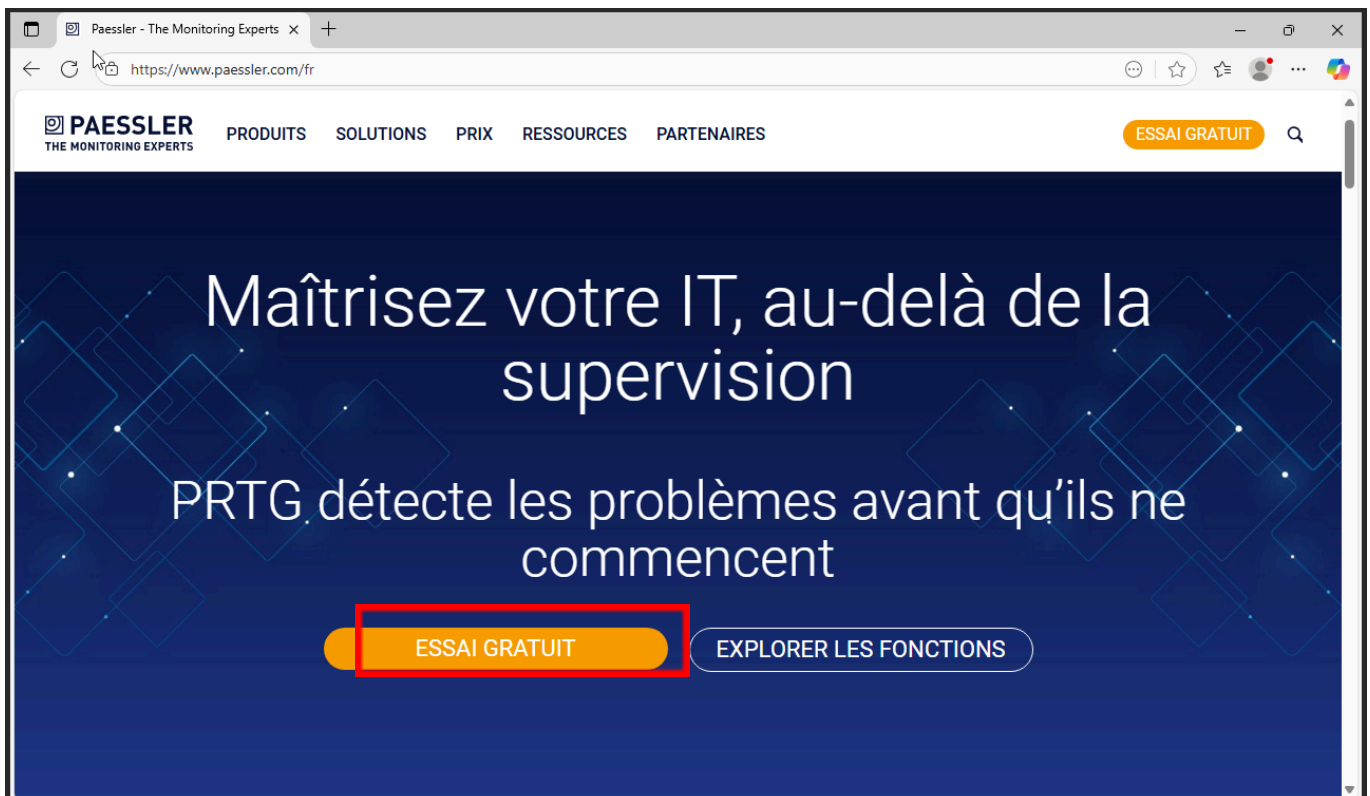 Paessler - The Monitoring Experts
https://www.paessler.com/fr
PAESSLER
THE MONITORING EXPERTS
PRODUITS SOLUTIONS PRIX RESSOURCES PARTENAIRES
ESSAI GRATUIT
Maîtrisez votre IT, au-delà de la
supervision
PRTG détecte les problèmes avant qu’ils ne
commencent
ESSAI GRATUIT
EXPLORER LES FONCTIONS